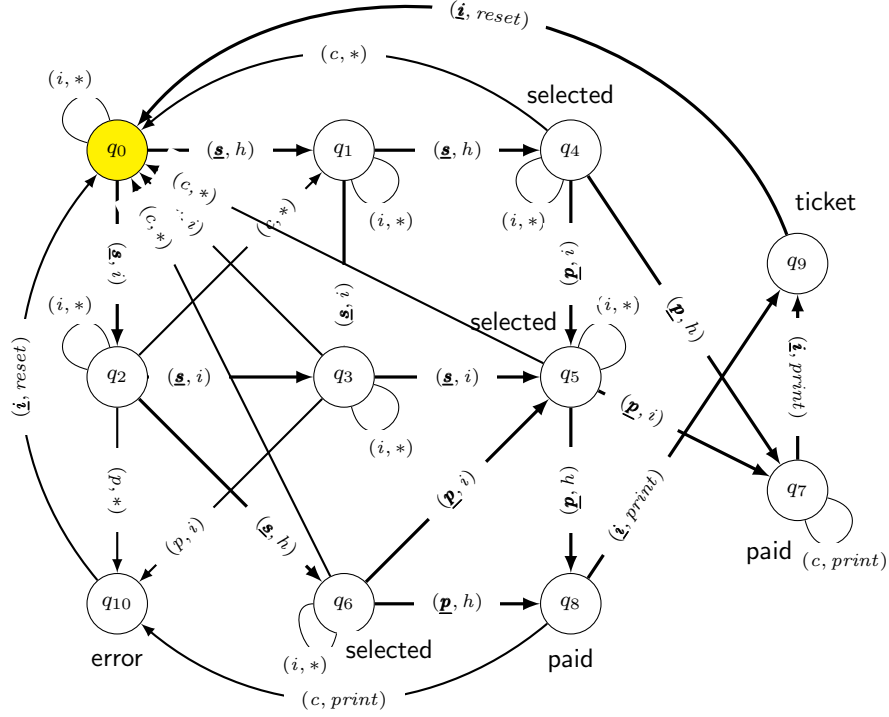 (i, reset)
(c, *)
selected
(i, *)
q0
(s, h)
q1
(s, h)
q4
(c, *)
(i, *)
(i, *)
ticket
(c, *)
i)
*)
(s, i)
(p, i)
q9
(i, *)
(s, i)
selected
(i, *)
(p, h)
q2
(s, i)
q3
(s, i)
q5
(i, print)
(i, reset)
(p, i)
(i, *)
(p, *)
(p, i)
(s, h)
(p, i)
(p, h)
(i, print)
q7
paid
(c, print)
q10
q6
(p, h)
q8
error
(i, *)
selected
paid
(c, print)